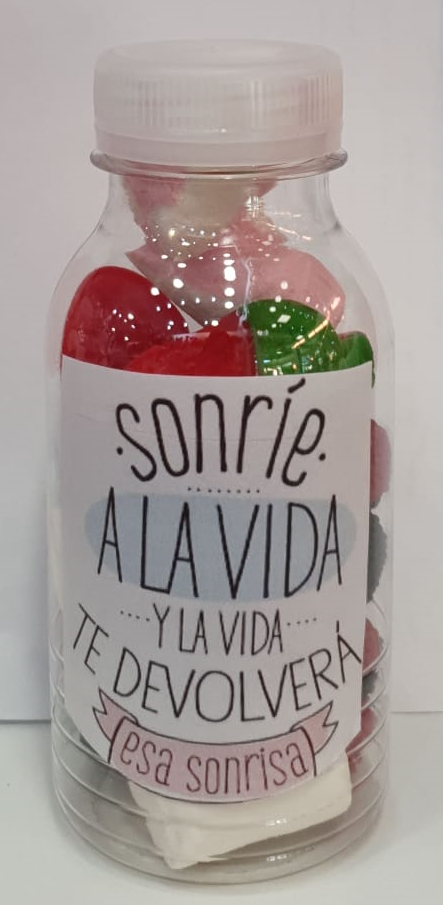 sonríe
A LA VIDA
Y LA VIDA
TE DEVOLVERÁ
(esa sonrisa)